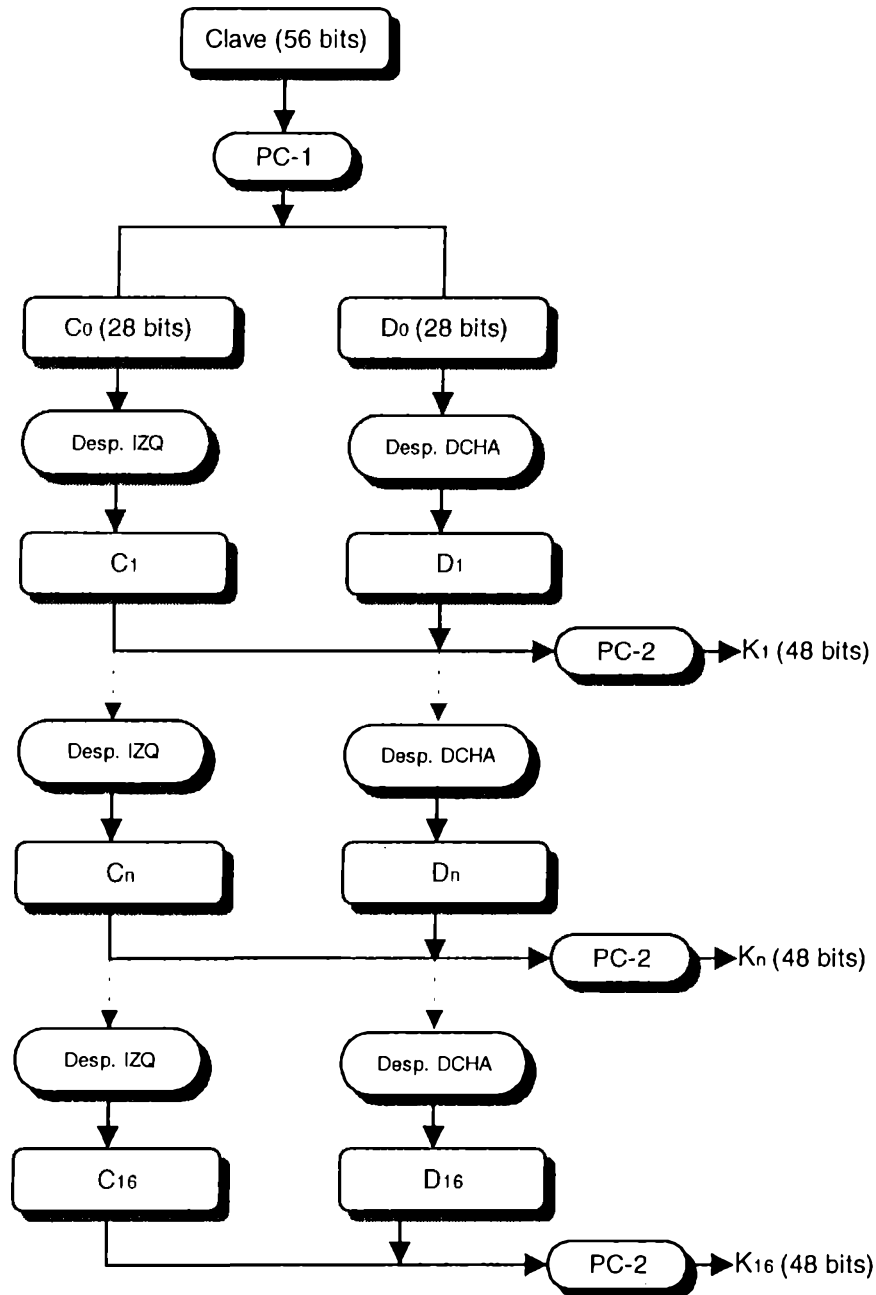 Clave (56 bits)
PC-1
C0 (28 bits)
D0 (28 bits)
Desp. IZQ
Desp. DCHA
C1
D1
PC-2
K1 (48 bits)
Desp. IZQ
Desp. DCHA
Cn
Dn
PC-2
Kn (48 bits)
Desp. IZQ
Desp. DCHA
C16
D16
PC-2
K16 (48 bits)